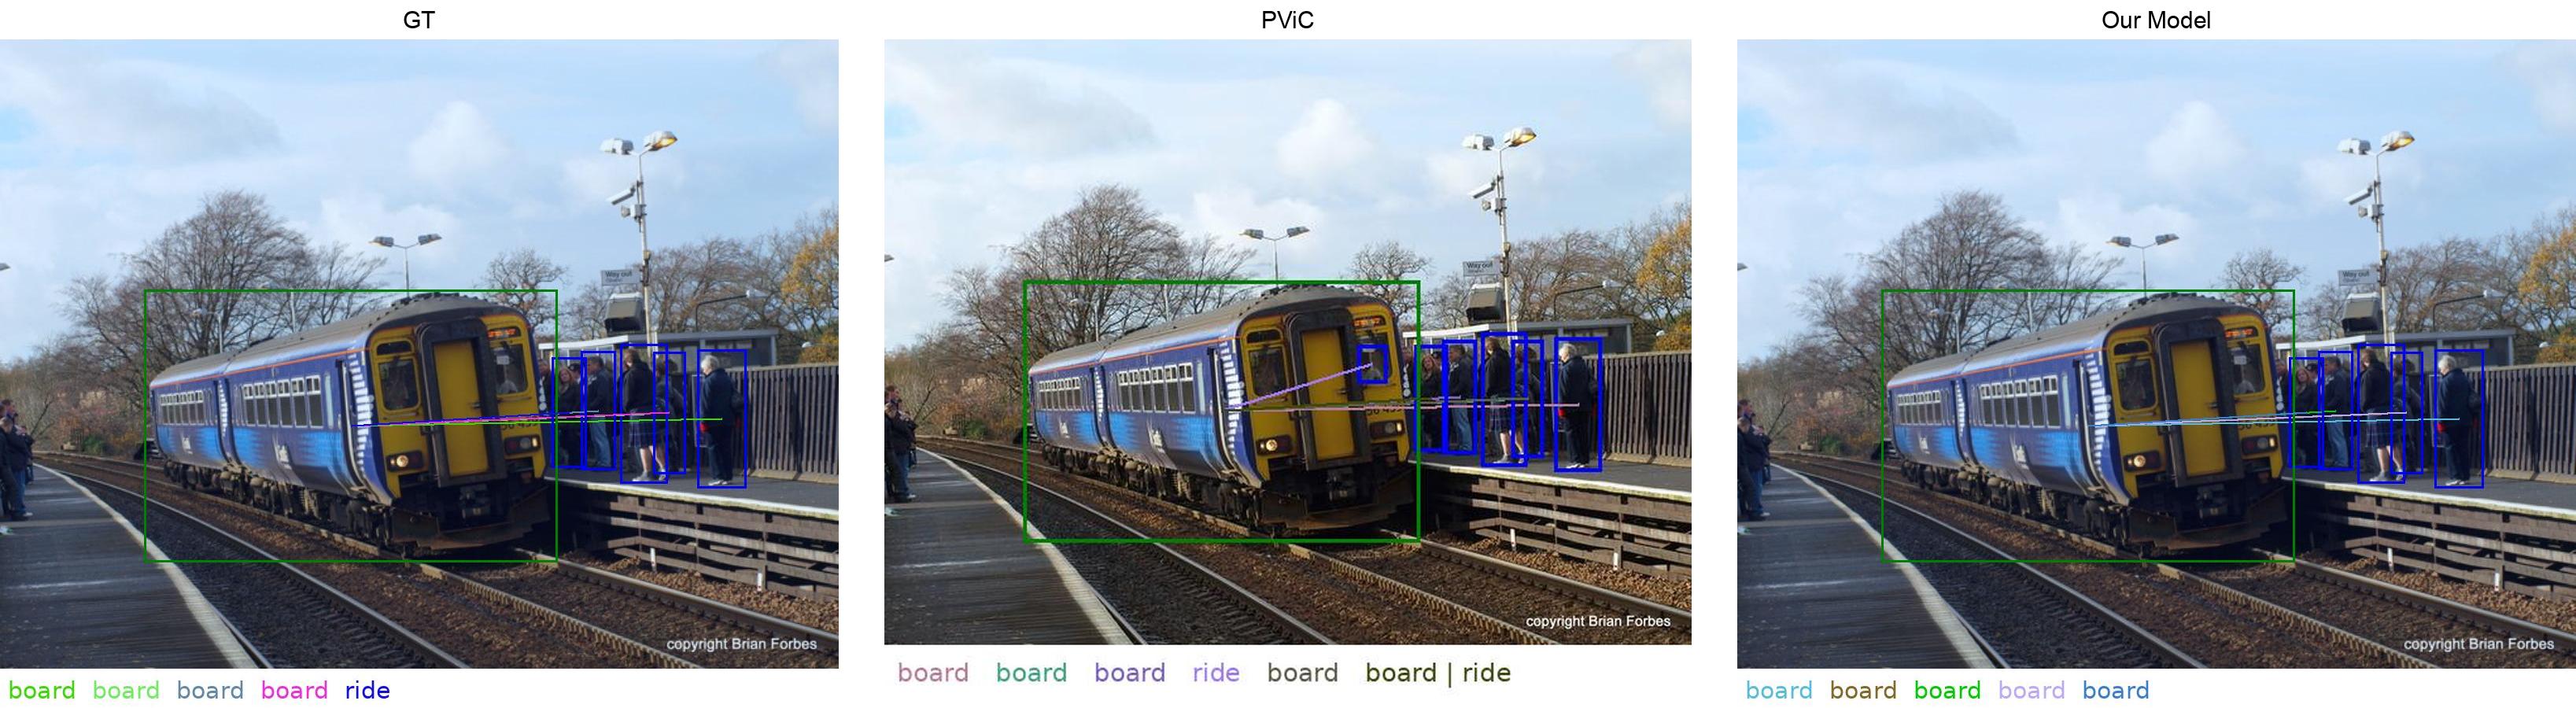 GT
PViC
Our Model
Way out
Way out
Way out
copyright Brian Forbes
copyright Brian Forbes
copyright Brian Forbes
board board board board ride
board board board ride board board | ride
board board board board board